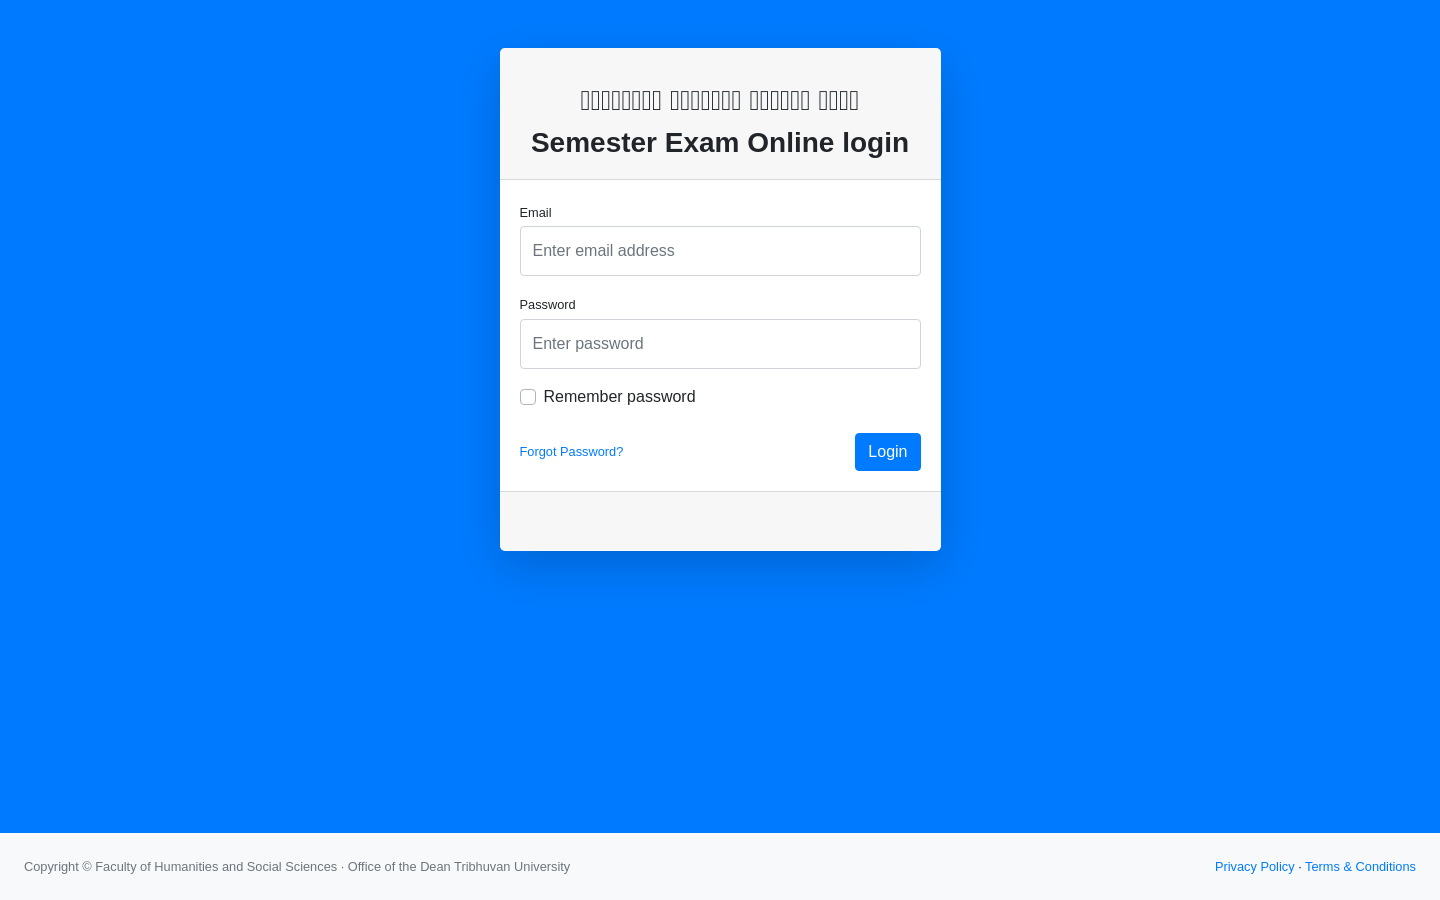 Semester Exam Online login
Email
Enter email address
Password
Enter password
Remember password
Forgot Password?
Login
Copyright © Faculty of Humanities and Social Sciences · Office of the Dean Tribhuvan University
Privacy Policy · Terms & Conditions